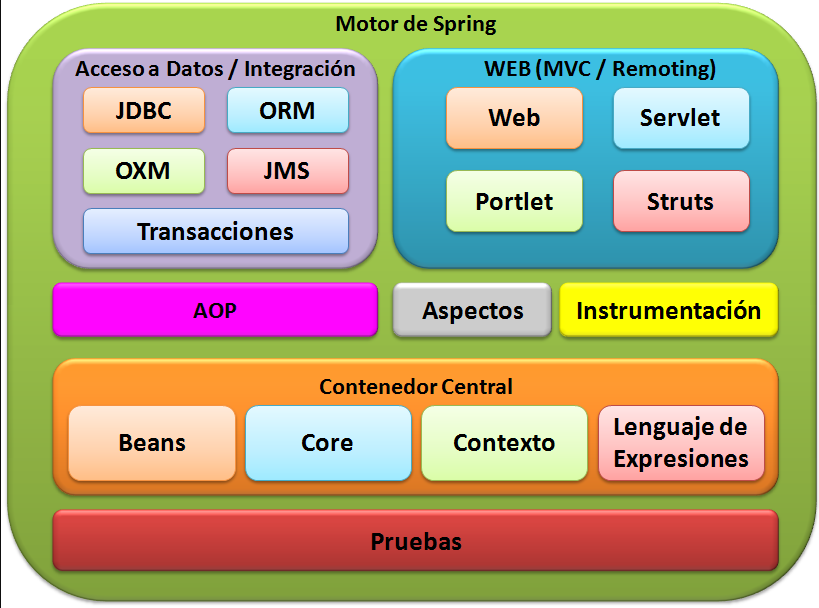 Motor de Spring
Acceso a Datos / Integración
JDBC
ORM
OXM
JMS
Transacciones
WEB (MVC / Remoting)
Web
Servlet
Portlet
Struts
AOP
Aspectos
Instrumentación
Contenedor Central
Beans
Core
Contexto
Lenguaje de
Expresiones
Pruebas